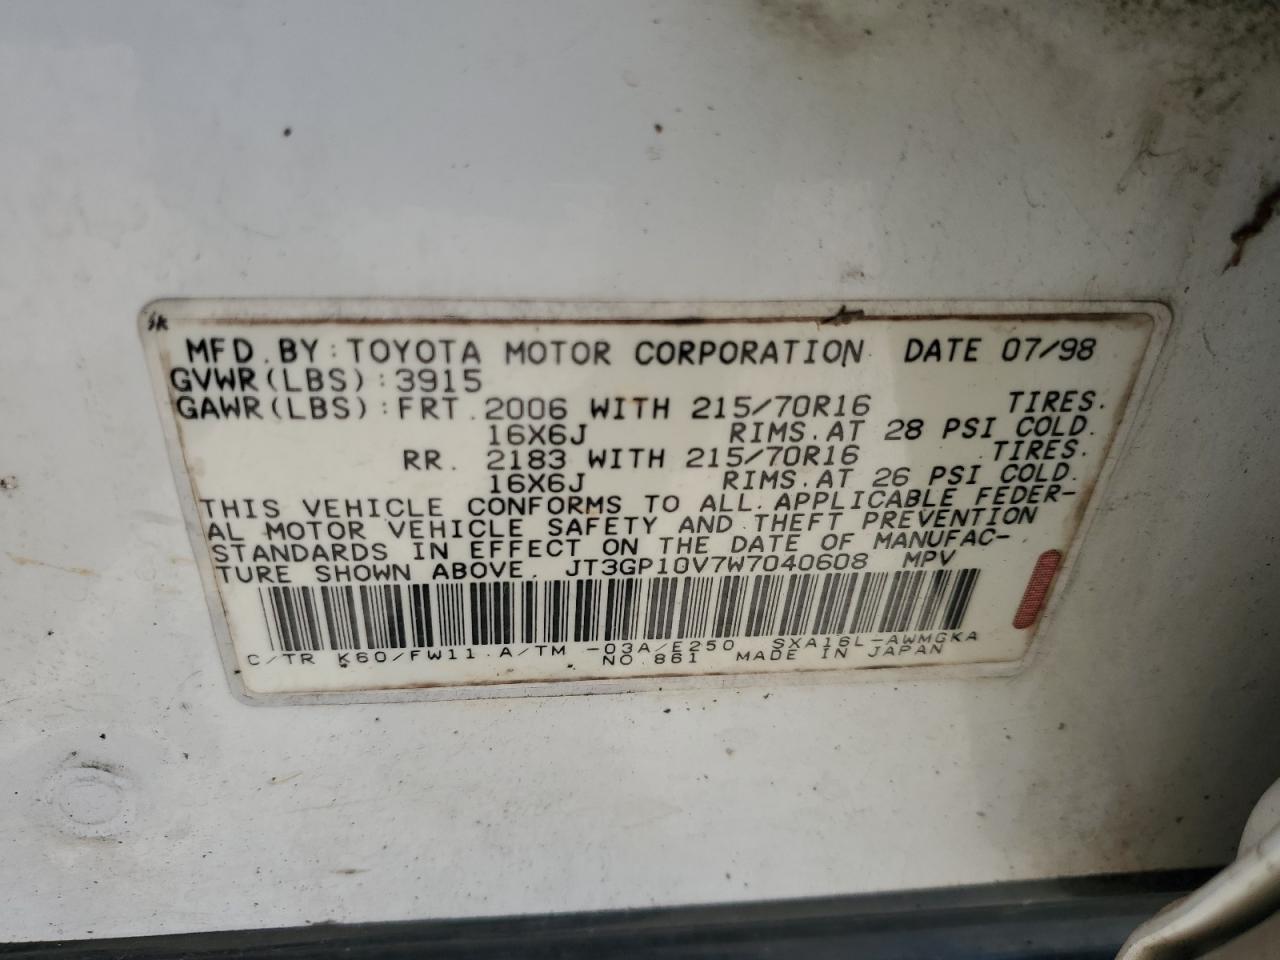 MFD. BY: TOYOTA MOTOR CORPORATION DATE 07/98
GVWR(LBS):3915
GAWR(LBS):FRT. 2006 WITH 215/70R16 TIRES.
16X6J RIMS. AT 28 PSI COLD.
RR. 2183 WITH 215/70R16 TIRES.
16X6J RIMS. AT 26 PSI COLD.
THIS VEHICLE CONFORMS TO ALL APPLICABLE FEDER-
AL MOTOR VEHICLE SAFETY AND THEFT PREVENTION
STANDARDS IN EFFECT ON THE DATE OF MANUFAC-
TURE SHOWN ABOVE. JT3GP10V7W7040608 MPV
C/TR K60/FW11 A/TM -03A/E250 SXA16L-AWMGKA
NO.861 MADE IN JAPAN